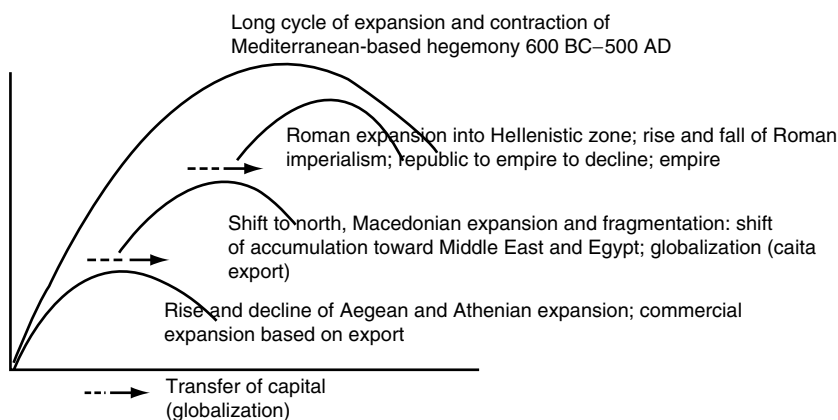 Long cycle of expansion and contraction of
Mediterranean-based hegemony 600 BC–500 AD
Roman expansion into Hellenistic zone; rise and fall of Roman
imperialism; republic to empire to decline; empire
Shift to north, Macedonian expansion and fragmentation: shift
of accumulation toward Middle East and Egypt; globalization (caita
export)
Rise and decline of Aegean and Athenian expansion; commercial
expansion based on export
Transfer of capital
(globalization)